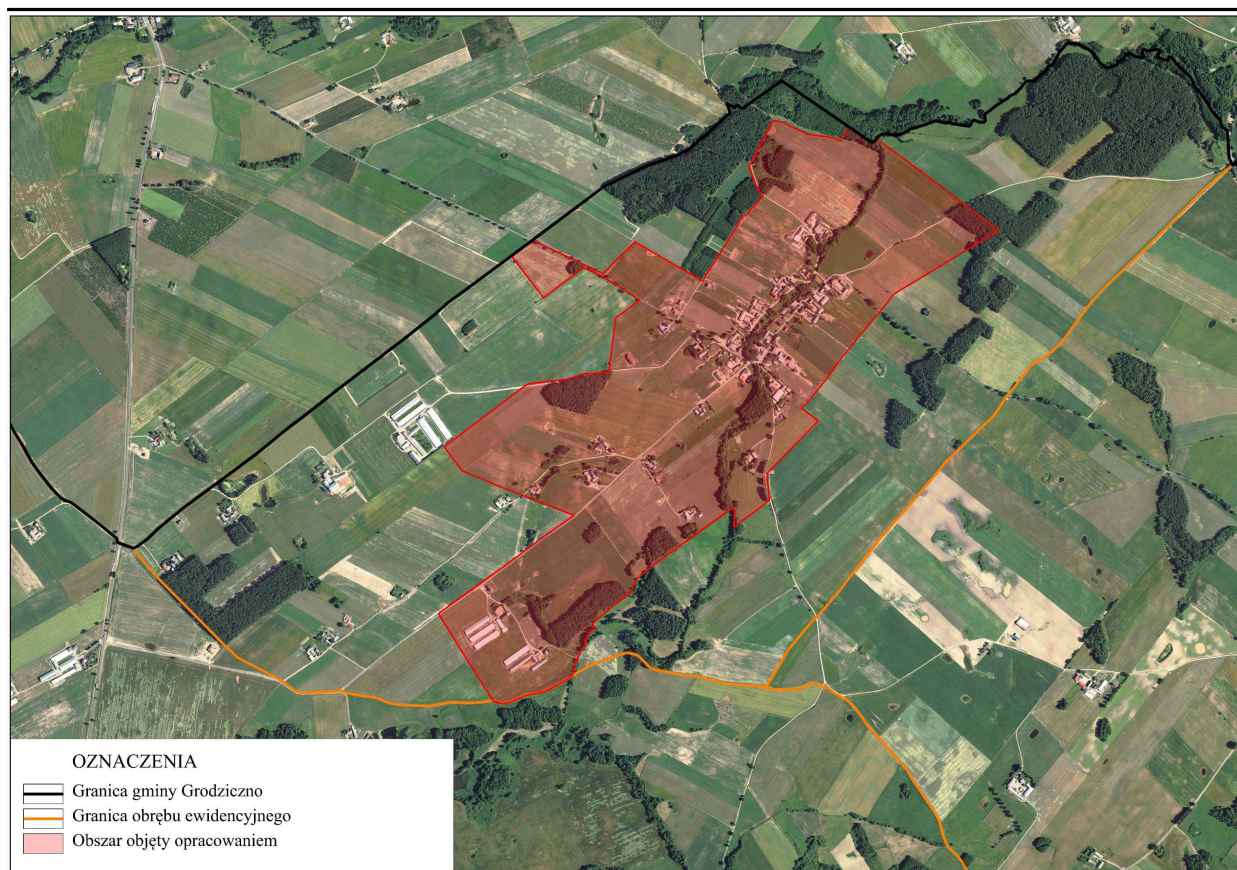 OZNACZENIA
Granica gminy Grodziczno
Granica obrębu ewidencyjnego
Obszar objęty opracowaniem